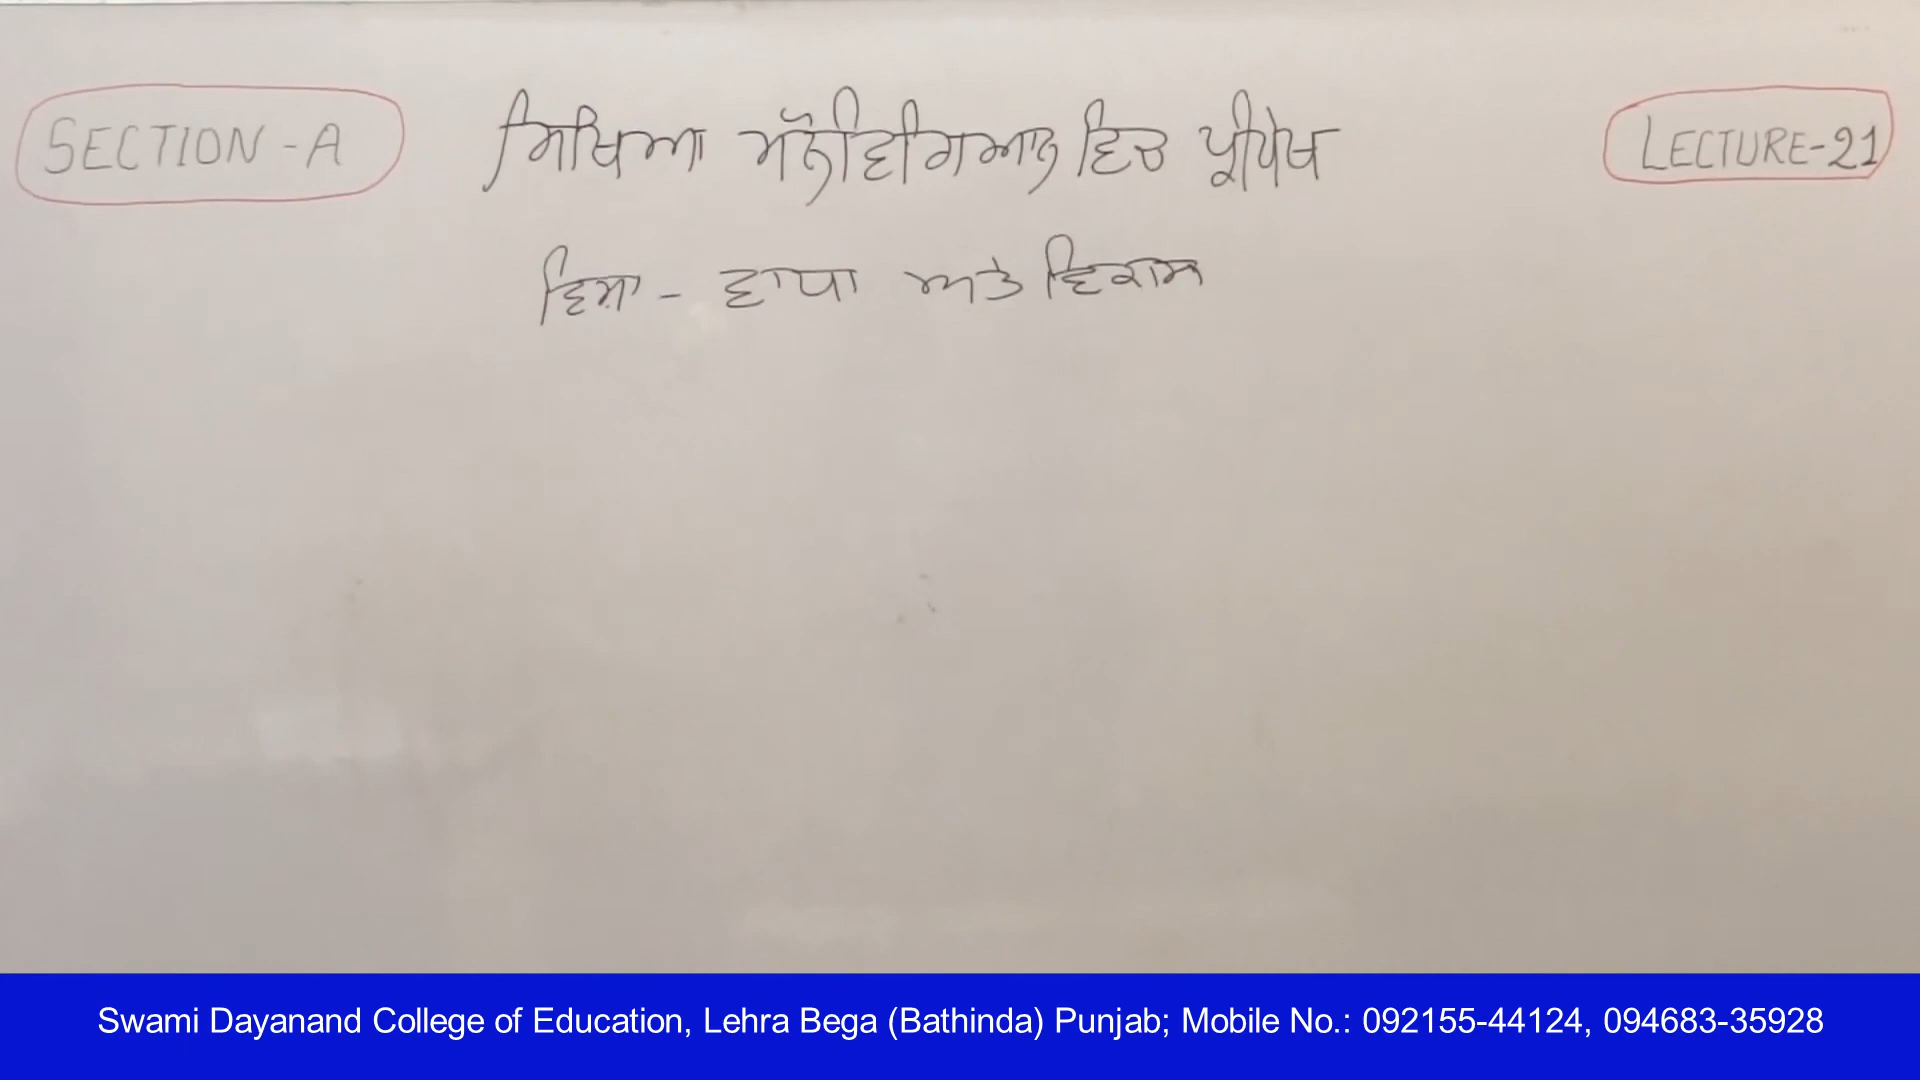 SECTION - A
ਸਿਖਿਆ ਮਨੋਵਿਗਿਆਨ ਵਿਚ ਪ੍ਰੀਪੇਖ
LECTURE-21
ਵਿਸ਼ਾ - ਵਾਧਾ ਅਤੇ ਵਿਕਾਸ
Swami Dayanand College of Education, Lehra Bega (Bathinda) Punjab; Mobile No.: 092155-44124, 094683-35928